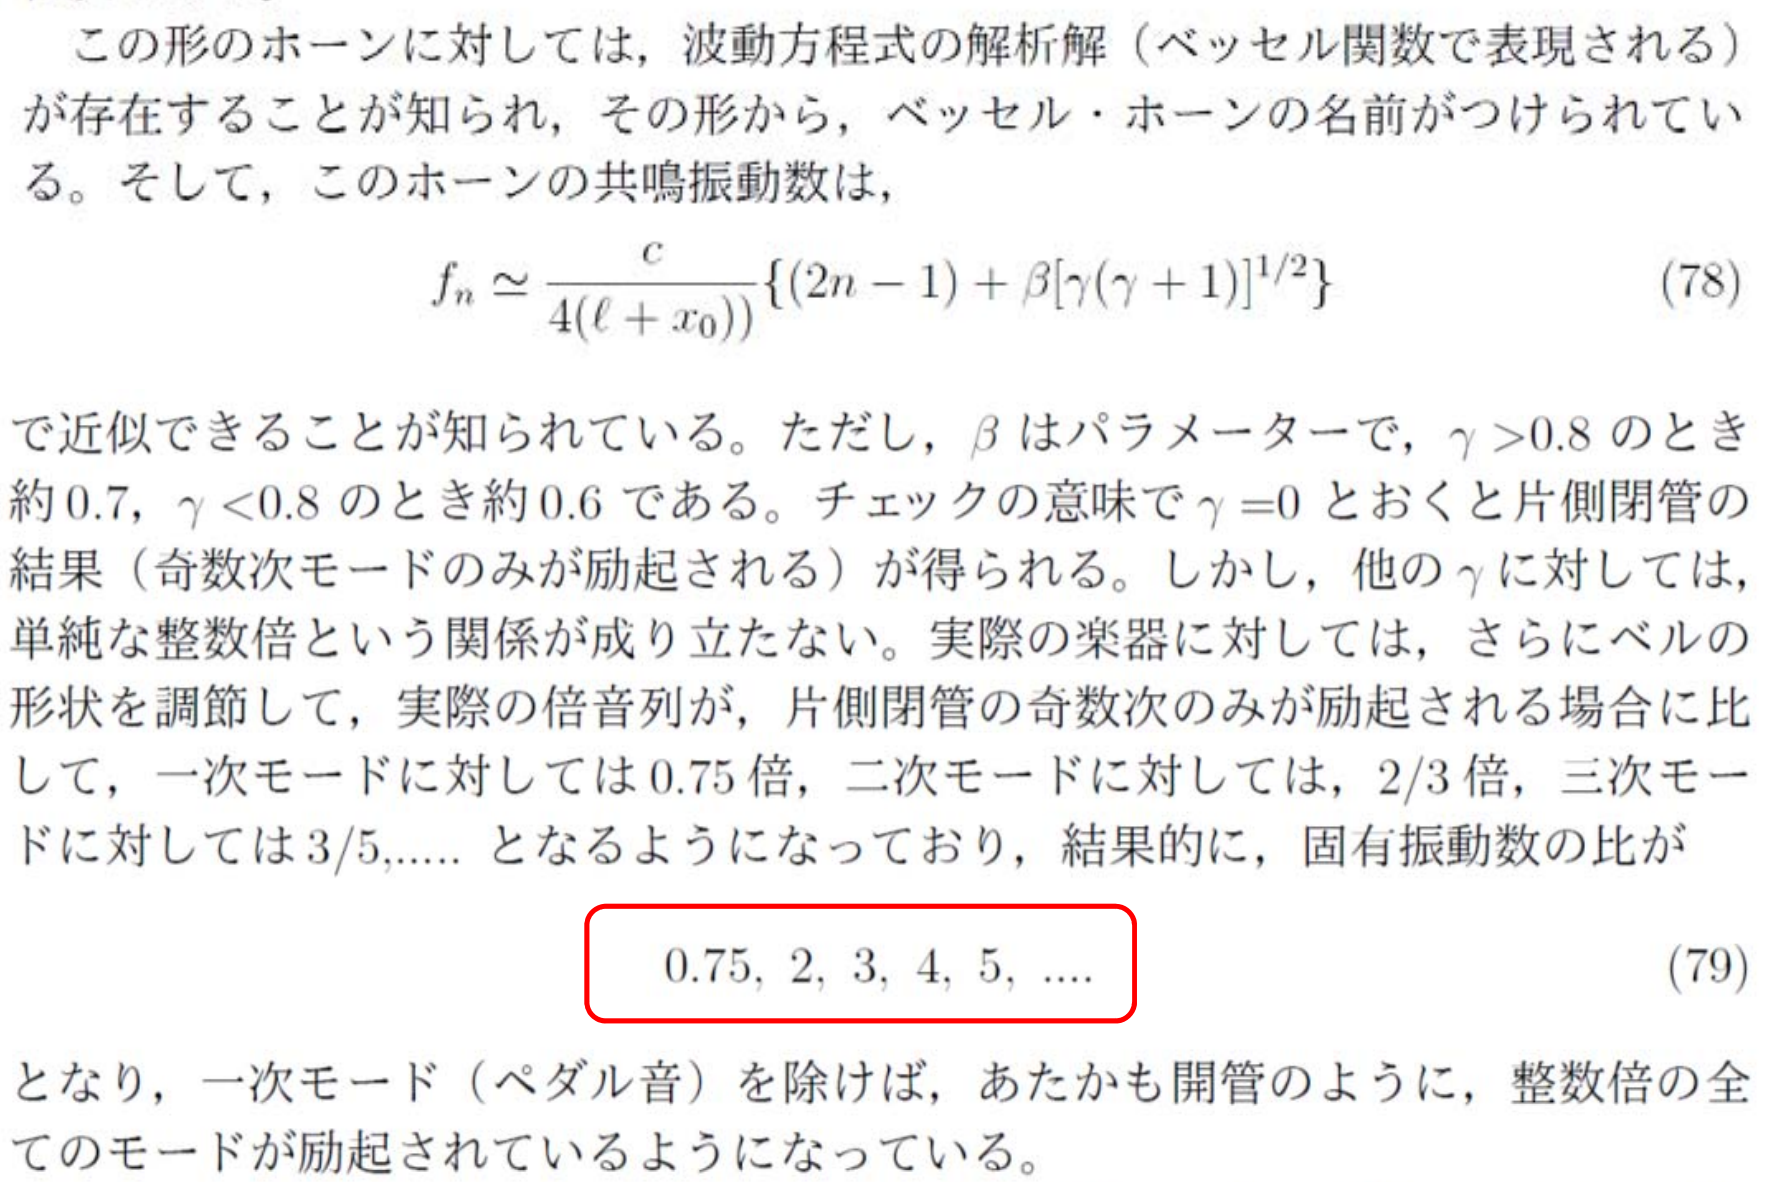 この形のホーンに対しては，波動方程式の解析解（ベッセル関数で表現される）
が存在することが知られ，その形から，ベッセル・ホーンの名前がつけられてい
る。そして，このホーンの共鳴振動数は，
f_n ≃ c / 4(ℓ + x_0)) {(2n − 1) + β[γ(γ + 1)]^{1/2}} (78)
で近似できることが知られている。ただし，β はパラメーターで，γ >0.8 のとき
約0.7，γ <0.8 のとき約0.6 である。チェックの意味で γ =0 とおくと片側閉管の
結果（奇数次モードのみが励起される）が得られる。しかし，他の γ に対しては，
単純な整数倍という関係が成り立たない。実際の楽器に対しては，さらにベルの
形状を調節して，実際の倍音列が，片側閉管の奇数次のみが励起される場合に比
して，一次モードに対しては0.75倍，二次モードに対しては，2/3倍，三次モー
ドに対しては3/5,..... となるようになっており，結果的に，固有振動数の比が
0.75, 2, 3, 4, 5, .... (79)
となり，一次モード（ペダル音）を除けば，あたかも開管のように，整数倍の全
てのモードが励起されているようになっている。